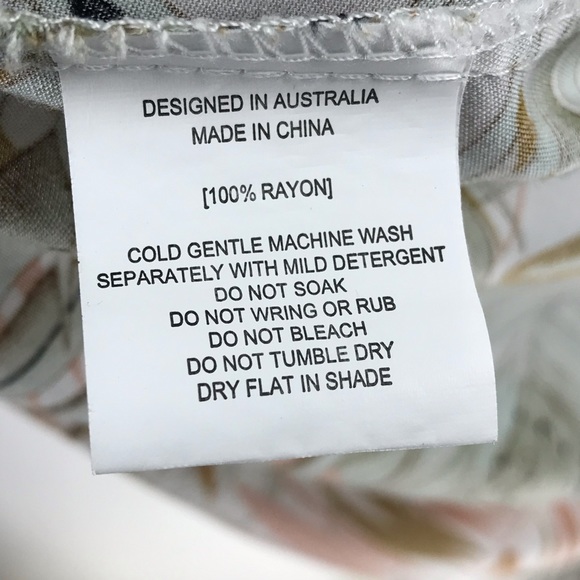 DESIGNED IN AUSTRALIA
MADE IN CHINA
[100% RAYON]
COLD GENTLE MACHINE WASH
SEPARATELY WITH MILD DETERGENT
DO NOT SOAK
DO NOT WRING OR RUB
DO NOT BLEACH
DO NOT TUMBLE DRY
DRY FLAT IN SHADE